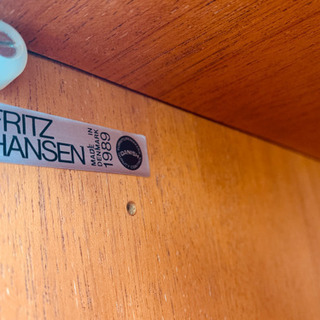 FRITZ
HANSEN
MADE IN
DENMARK
1989